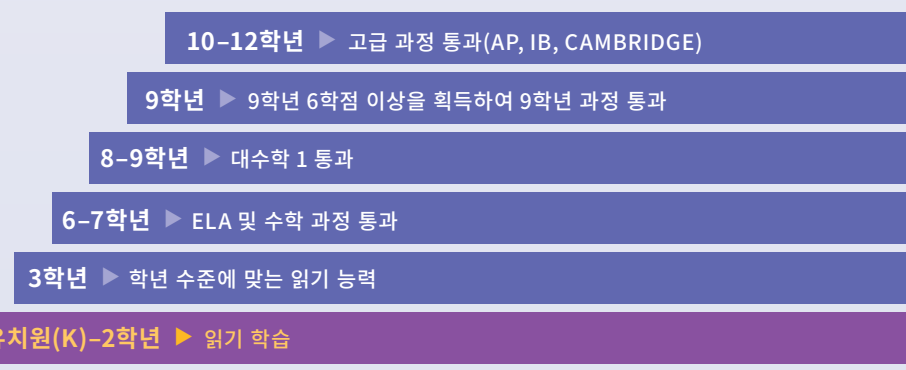 10–12학년 ▶ 고급 과정 통과(AP, IB, CAMBRIDGE)
9학년 ▶ 9학년 6학점 이상을 획득하여 9학년 과정 통과
8–9학년 ▶ 대수학 1 통과
6–7학년 ▶ ELA 및 수학 과정 통과
3학년 ▶ 학년 수준에 맞는 읽기 능력
유치원(K)–2학년 ▶ 읽기 학습